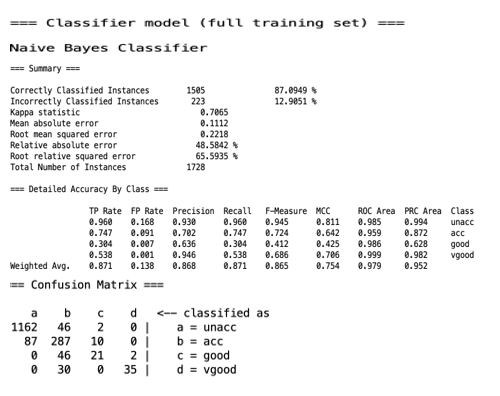 === Classifier model (full training set) ===
Naive Bayes Classifier
=== Summary ===
Correctly Classified Instances 1505 87.0949 %
Incorrectly Classified Instances 223 12.9051 %
Kappa statistic 0.7065
Mean absolute error 0.1112
Root mean squared error 0.2218
Relative absolute error 48.5842 %
Root relative squared error 65.5935 %
Total Number of Instances 1728
=== Detailed Accuracy By Class ===
TP Rate FP Rate Precision Recall F-Measure MCC ROC Area PRC Area Class
0.960 0.168 0.930 0.960 0.945 0.811 0.985 0.994 unacc
0.747 0.091 0.702 0.747 0.724 0.642 0.959 0.872 acc
0.304 0.007 0.636 0.304 0.412 0.425 0.986 0.628 good
0.538 0.001 0.946 0.538 0.686 0.706 0.999 0.982 vgood
Weighted Avg. 0.871 0.138 0.868 0.871 0.865 0.754 0.979 0.952
== Confusion Matrix ===
a b c d <-- classified as
1162 46 2 0 | a = unacc
87 287 10 0 | b = acc
0 46 21 2 | c = good
0 30 0 35 | d = vgood